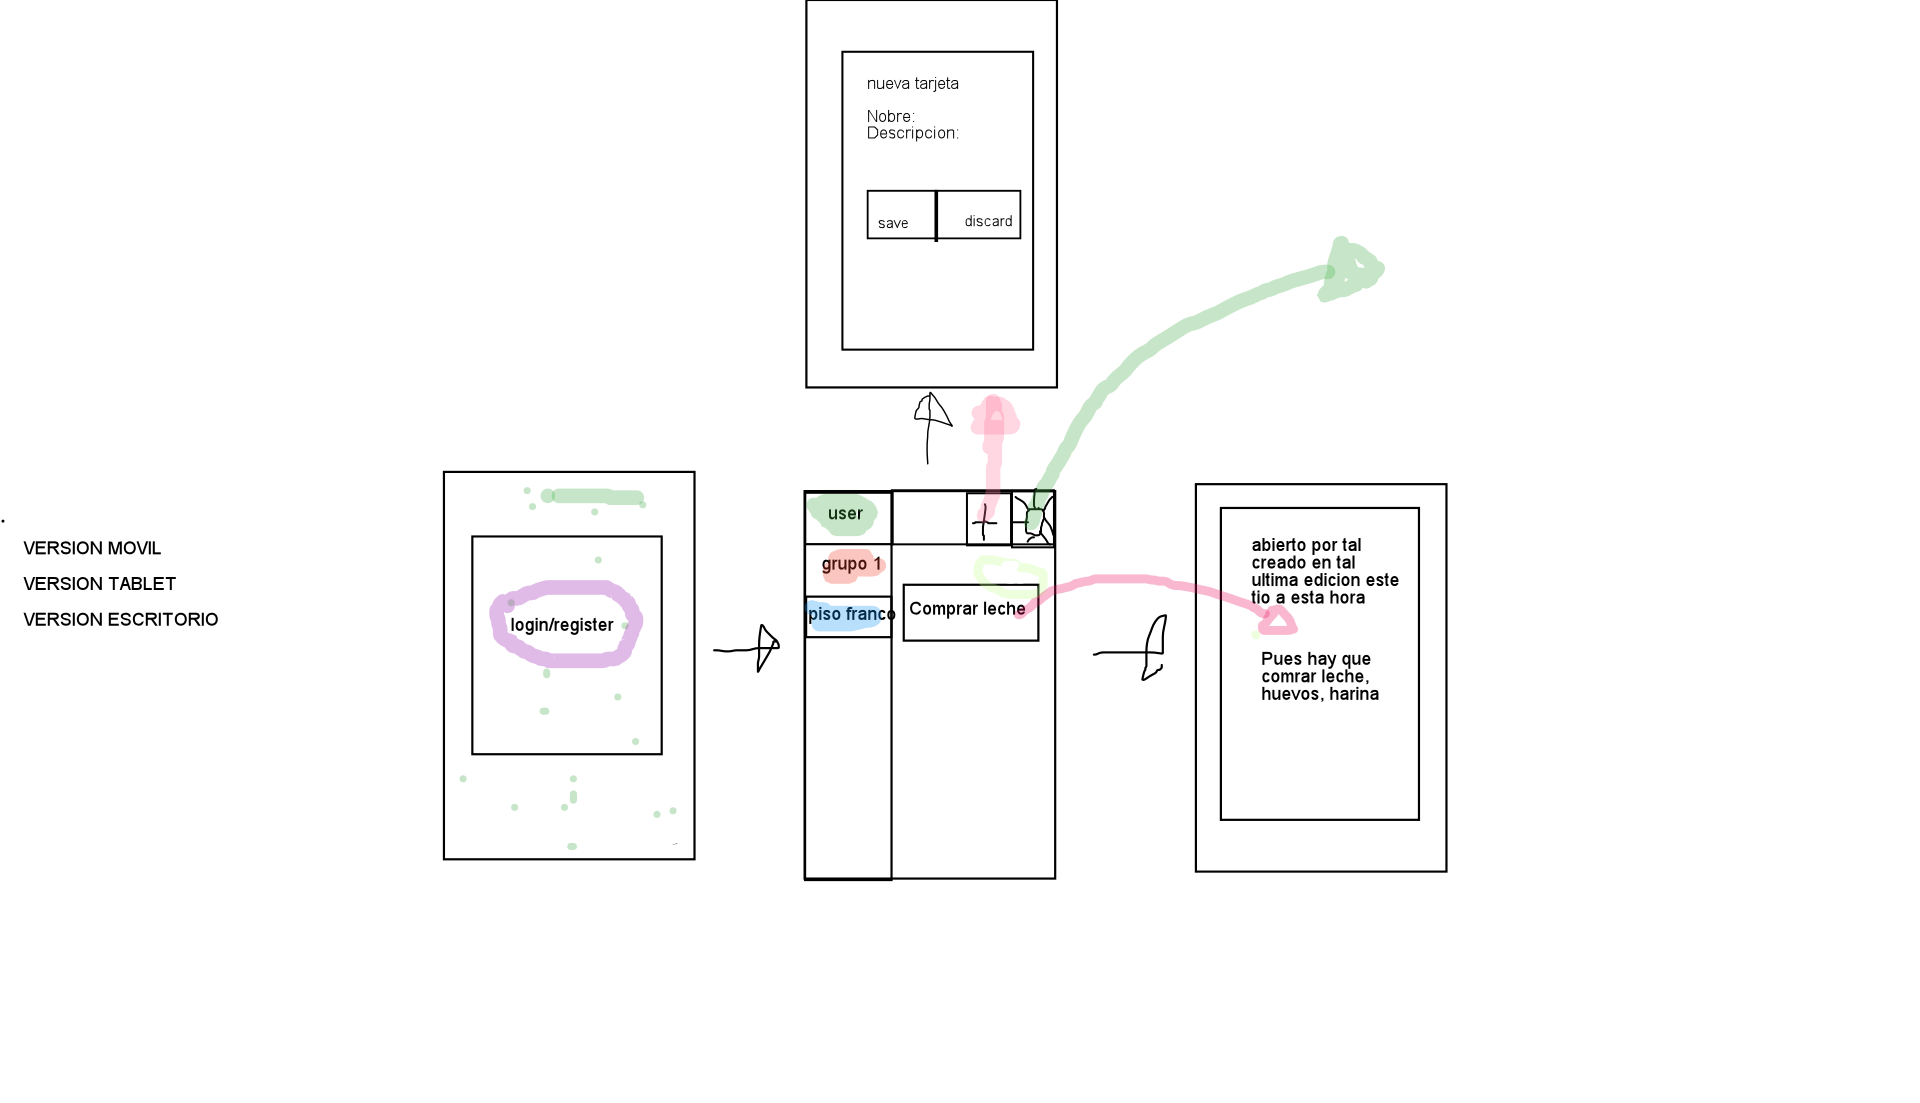 nueva tarjeta
Nobre:
Descripcion:
save
discard
VERSION MOVIL
VERSION TABLET
VERSION ESCRITORIO
login/register
user
grupo 1
piso franco
Comprar leche
abierto por tal
creado en tal
ultima edicion este
tio a esta hora
Pues hay que
comrar leche,
huevos, harina